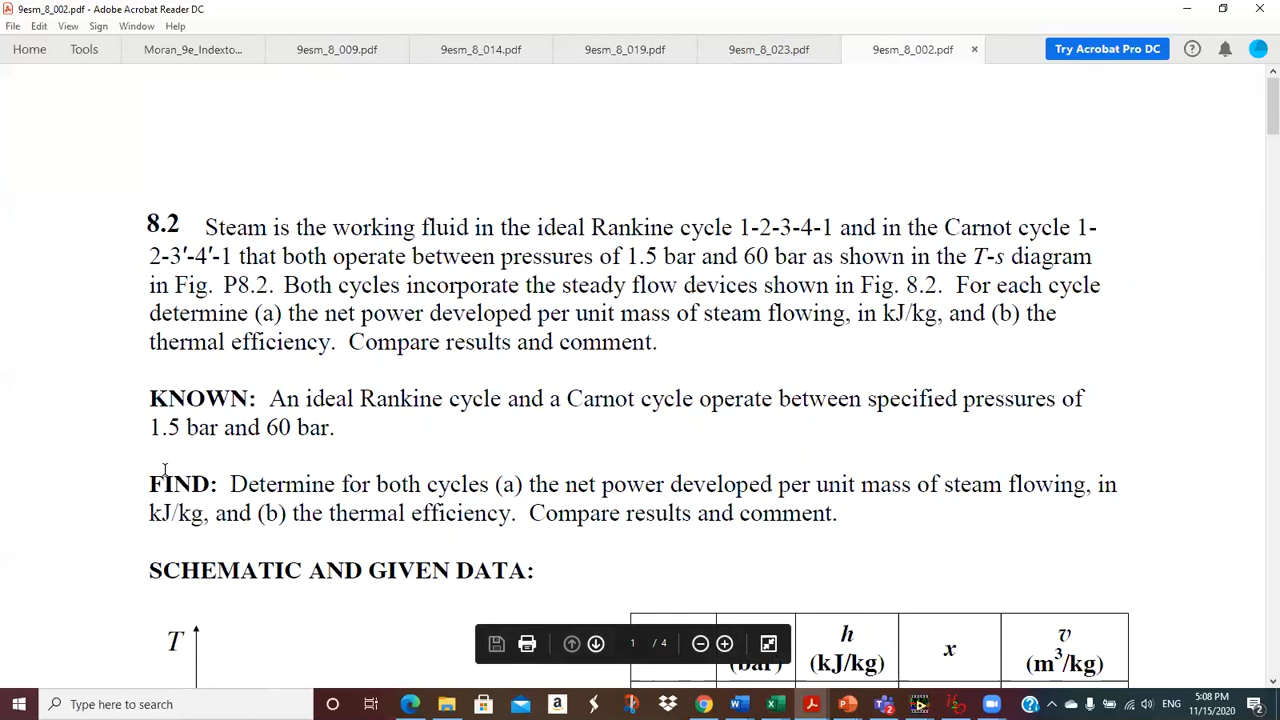 9esm_8_002.pdf - Adobe Acrobat Reader DC
File Edit View Sign Window Help
Home Tools Moran_9e_Indexto... 9esm_8_009.pdf 9esm_8_014.pdf 9esm_8_019.pdf 9esm_8_023.pdf 9esm_8_002.pdf × Try Acrobat Pro DC
8.2 Steam is the working fluid in the ideal Rankine cycle 1-2-3-4-1 and in the Carnot cycle 1-
2-3′-4′-1 that both operate between pressures of 1.5 bar and 60 bar as shown in the T-s diagram
in Fig. P8.2. Both cycles incorporate the steady flow devices shown in Fig. 8.2. For each cycle
determine (a) the net power developed per unit mass of steam flowing, in kJ/kg, and (b) the
thermal efficiency. Compare results and comment.
KNOWN: An ideal Rankine cycle and a Carnot cycle operate between specified pressures of
1.5 bar and 60 bar.
FIND: Determine for both cycles (a) the net power developed per unit mass of steam flowing, in
kJ/kg, and (b) the thermal efficiency. Compare results and comment.
SCHEMATIC AND GIVEN DATA:
T
h
x
v
(bar) (kJ/kg) (m³/kg)
1 / 4
Type here to search
ENG
5:08 PM
11/15/2020
2